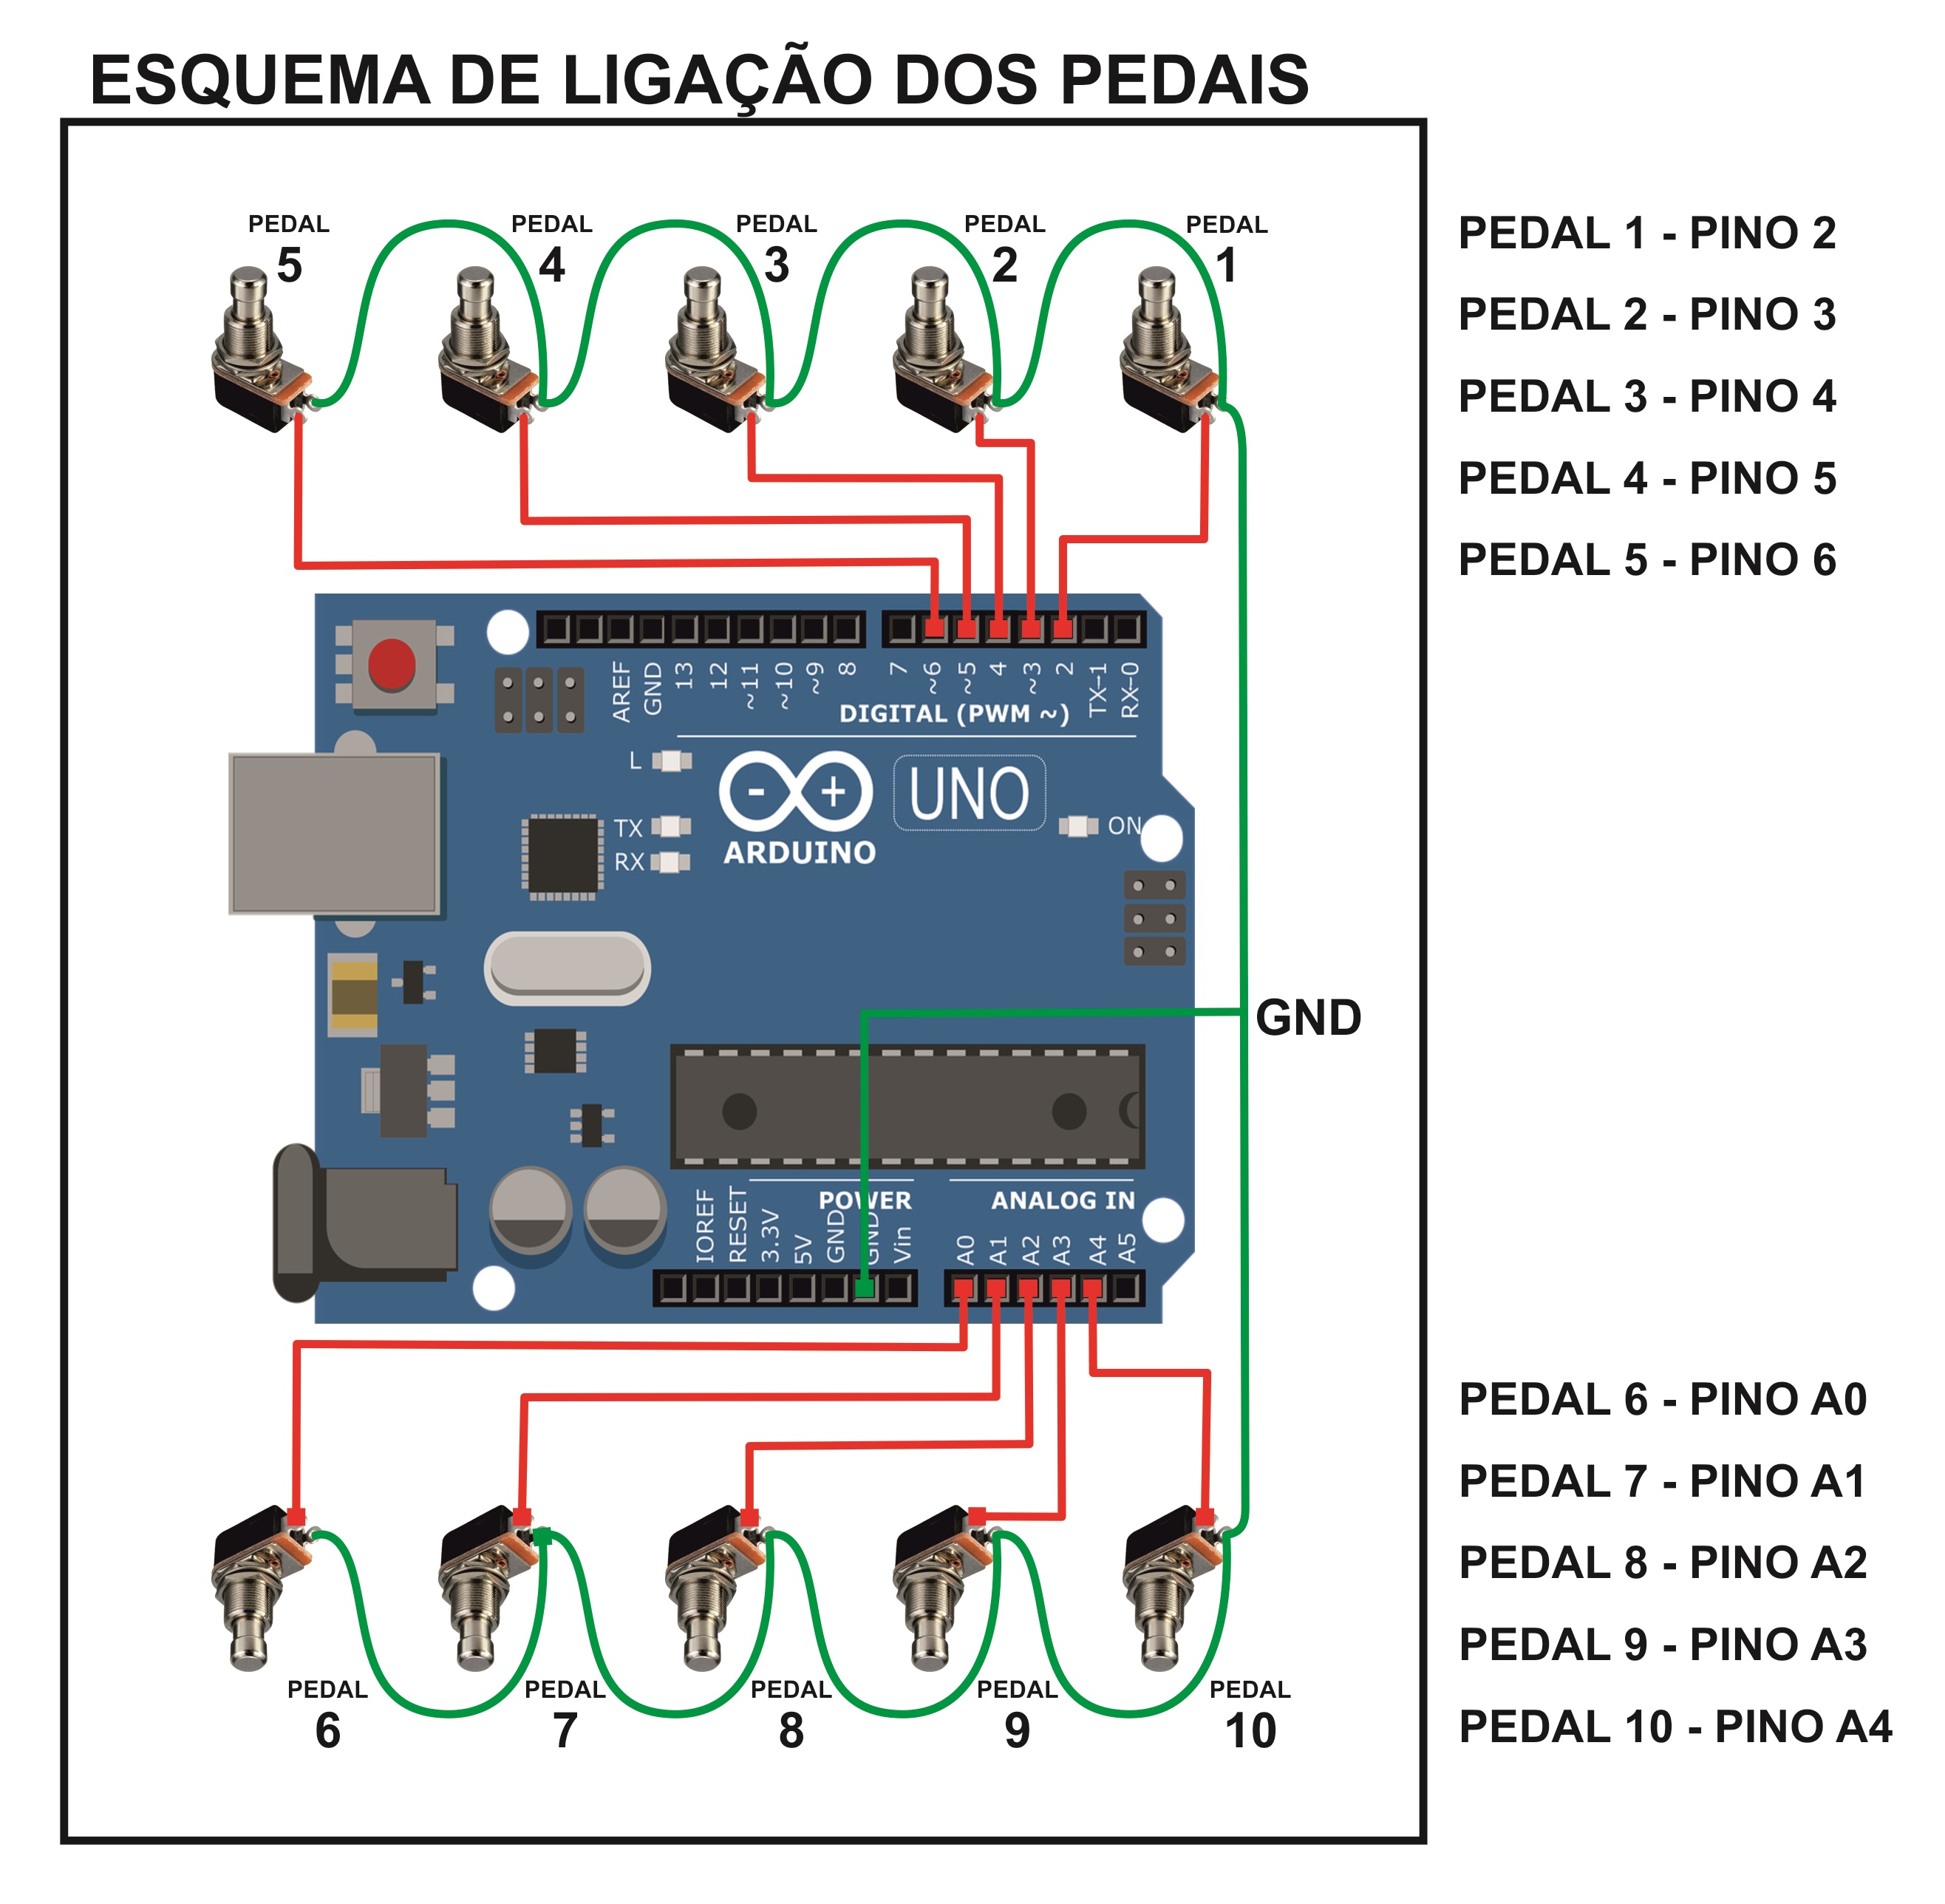 ESQUEMA DE LIGAÇÃO DOS PEDAIS
PEDAL
5
PEDAL
4
PEDAL
3
PEDAL
2
PEDAL
1
PEDAL 1 - PINO 2
PEDAL 2 - PINO 3
PEDAL 3 - PINO 4
PEDAL 4 - PINO 5
PEDAL 5 - PINO 6
AREF
GND
13
12
~11
~10
~9
8
7
~6
~5
4
~3
2
TX→1
RX←0
DIGITAL (PWM ~)
L
TX
RX
- +
ARDUINO
UNO
ON
GND
POWER
ANALOG IN
IOREF
RESET
3.3V
5V
GND
GND
Vin
A0
A1
A2
A3
A4
A5
PEDAL
6
PEDAL
7
PEDAL
8
PEDAL
9
PEDAL
10
PEDAL 6 - PINO A0
PEDAL 7 - PINO A1
PEDAL 8 - PINO A2
PEDAL 9 - PINO A3
PEDAL 10 - PINO A4